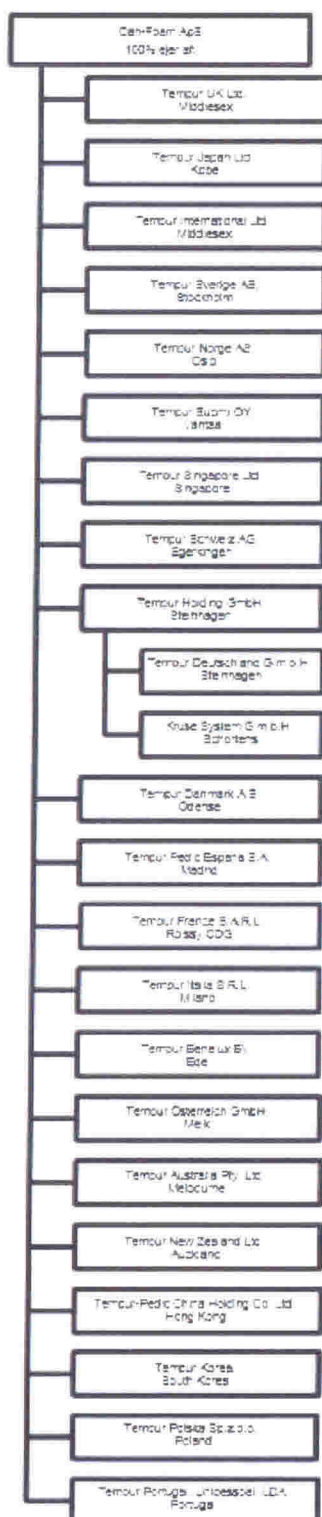 Dan-Foam ApS
100% ejer af:
Tempur UK Ltd.
Middlesex
Tempur Japan Ltd
Kobe
Tempur International Ltd
Middlesex
Tempur Sverige AB,
Stockholm
Tempur Norge AS
Oslo
Tempur Suomi OY
Vantaa
Tempur Singapore Ltd
Singapore
Tempur Schweiz AG
Egerkingen
Tempur Holding GmbH
Steinhagen
Tempur Deutschland G.m.b.H
Steinhagen
Kruse System G.m.b.H
Schortens
Tempur Danmark A/S
Odense
Tempur Pedic España S.A.
Madrid
Tempur France S.A.R.L
Roissy CDG
Tempur Italia S.R.L
Milano
Tempur Benelux BV
Ede
Tempur Österreich GmbH
Melk
Tempur Australia Pty. Ltd
Melbourne
Tempur New Zealand Ltd
Auckland
Tempur-Pedic China Holding Co. Ltd
Hong Kong
Tempur Korea
South Korea
Tempur Polska Sp.z.o.o.
Poland
Tempur Portugal, Unipessoal, LDA
Portugal